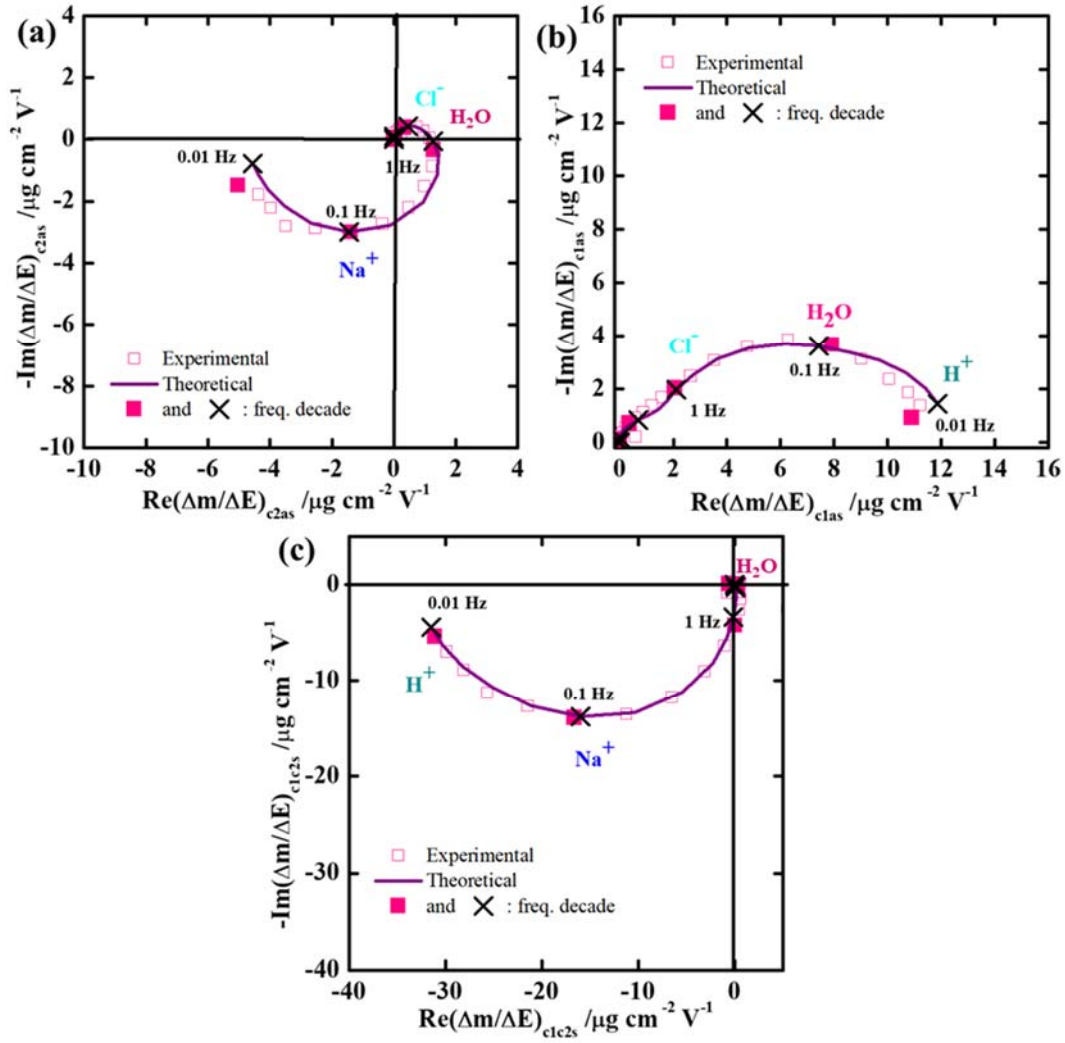 (a)
4
2
0
-2
-4
-6
-8
-10
-Im(Δm/ΔE)c2as /μg cm-2 V-1
Cl-
H2O
0.01 Hz
1 Hz
0.1 Hz
Na+
Experimental
Theoretical
and : freq. decade
-10 -8 -6 -4 -2 0 2 4
Re(Δm/ΔE)c2as /μg cm-2 V-1
(b)
16
14
12
10
8
6
4
2
0
-Im(Δm/ΔE)c1as /μg cm-2 V-1
Experimental
Theoretical
and : freq. decade
H2O
Cl-
H+
0.1 Hz
1 Hz
0.01 Hz
0 2 4 6 8 10 12 14 16
Re(Δm/ΔE)c1as /μg cm-2 V-1
(c)
0
-10
-20
-30
-40
-Im(Δm/ΔE)c1c2s /μg cm-2 V-1
H2O
0.01 Hz
1 Hz
H+
0.1 Hz
Na+
Experimental
Theoretical
and : freq. decade
-40 -30 -20 -10 0
Re(Δm/ΔE)c1c2s /μg cm-2 V-1